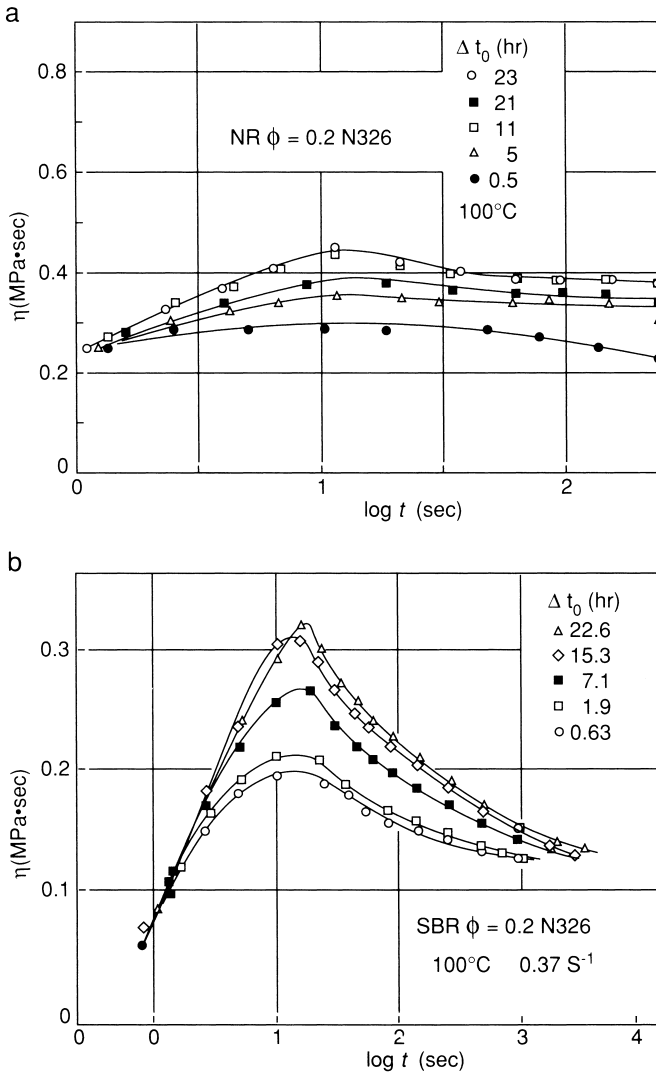 a
Δ t₀ (hr)
0.8
○ 23
■ 21
NR ϕ = 0.2 N326
□ 11
△ 5
0.6
● 0.5
100°C
η(MPa•sec)
0.4
0.2
0
0 1 2
log t (sec)
b
Δ t₀ (hr)
△ 22.6
0.3
◇ 15.3
■ 7.1
□ 1.9
○ 0.63
0.2
η(MPa•sec)
0.1
SBR ϕ = 0.2 N326
100°C 0.37 S⁻¹
0
0 0 1 2 3 4
log t (sec)